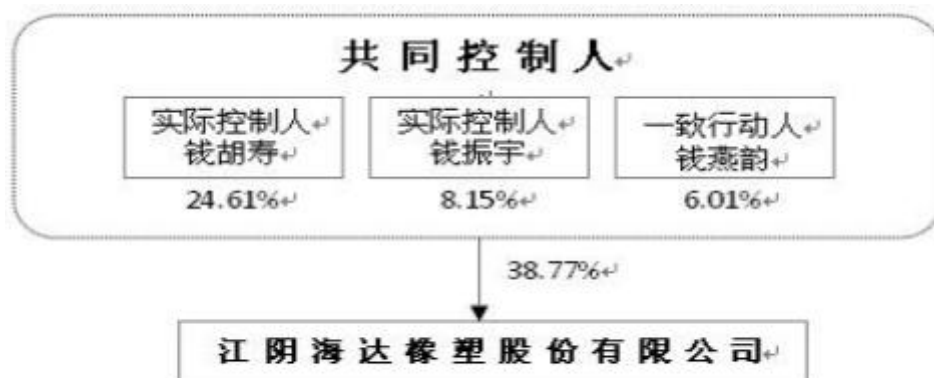 共同控制人
实际控制人
钱胡寿
24.61%
实际控制人
钱振宇
8.15%
一致行动人
钱燕韵
6.01%
38.77%
江阴海达橡塑股份有限公司